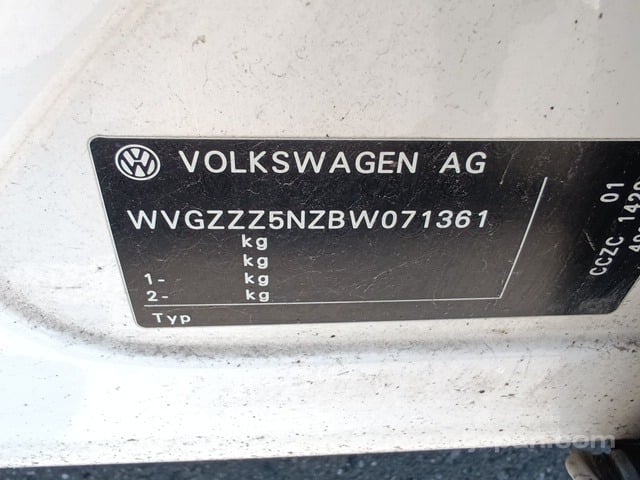 VOLKSWAGEN AG
WVGZZZ5NZBW071361
kg
kg
1- kg
2- kg
Typ
01
CCZC